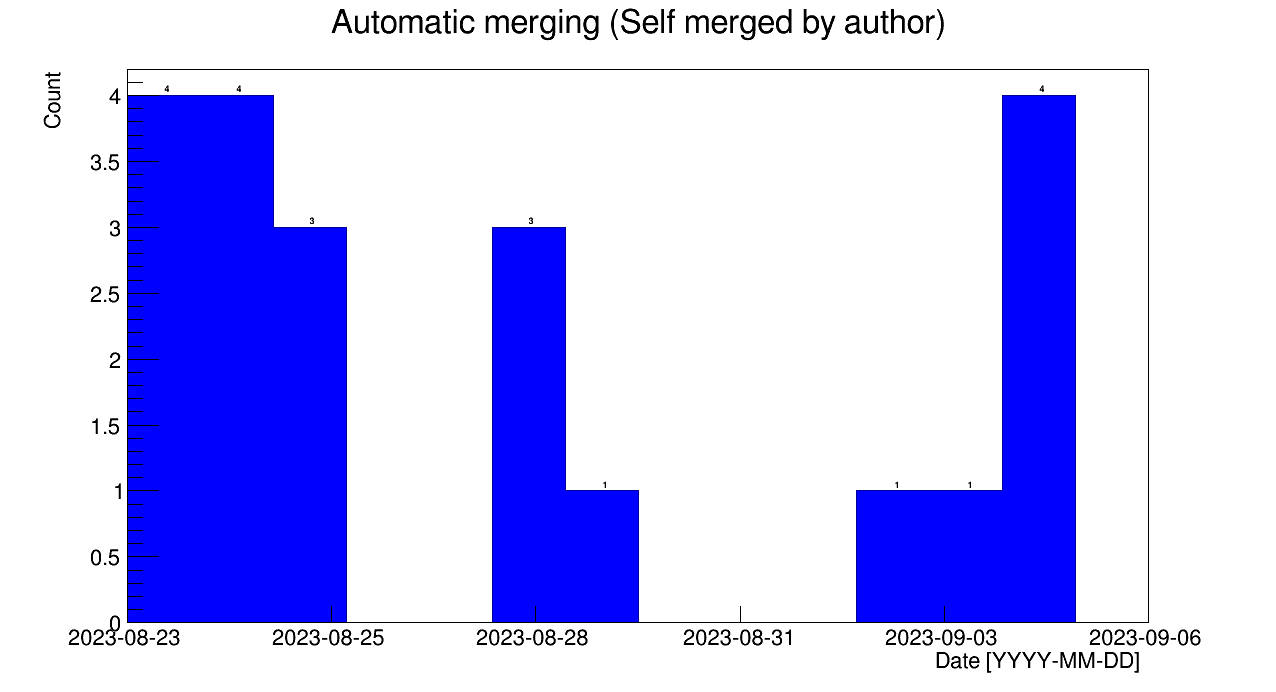 Automatic merging (Self merged by author)
Count
4
3.5
3
2.5
2
1.5
1
0.5
0
4 4 3 3 1 1 1 4
2023-08-23 2023-08-25 2023-08-28 2023-08-31 2023-09-03 2023-09-06
Date [YYYY-MM-DD]